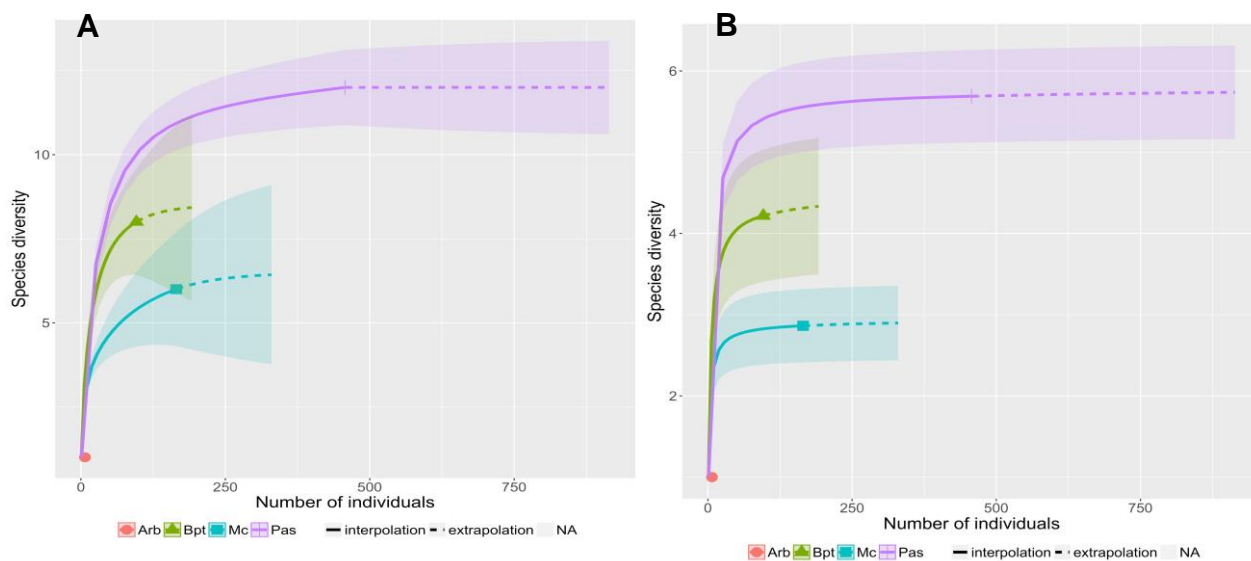 A
Species diversity
10
5
0
250
500
750
Number of individuals
Arb Bpt Mc Pas interpolation extrapolation NA
B
Species diversity
6
4
2
0
250
500
750
Number of individuals
Arb Bpt Mc Pas interpolation extrapolation NA